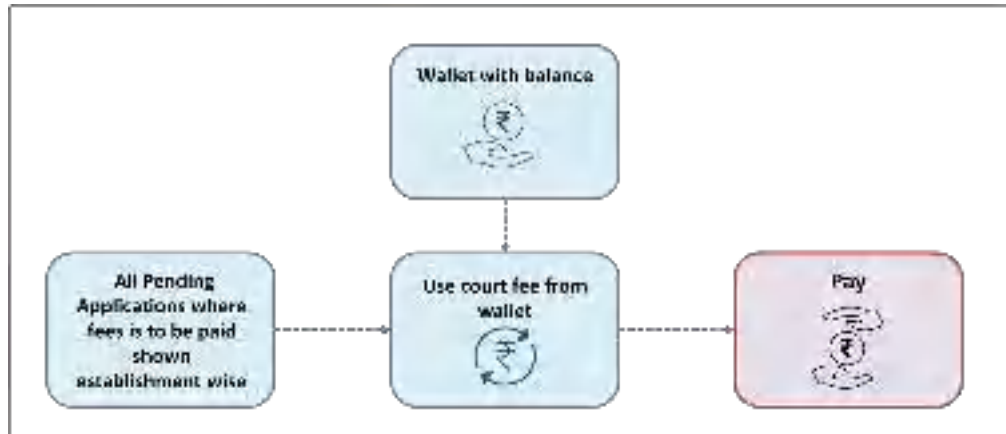 Wallet with balance
₹
All Pending
Applications where
fees is to be paid
shown
establishment wise
Use court fee from
wallet
₹
Pay
₹